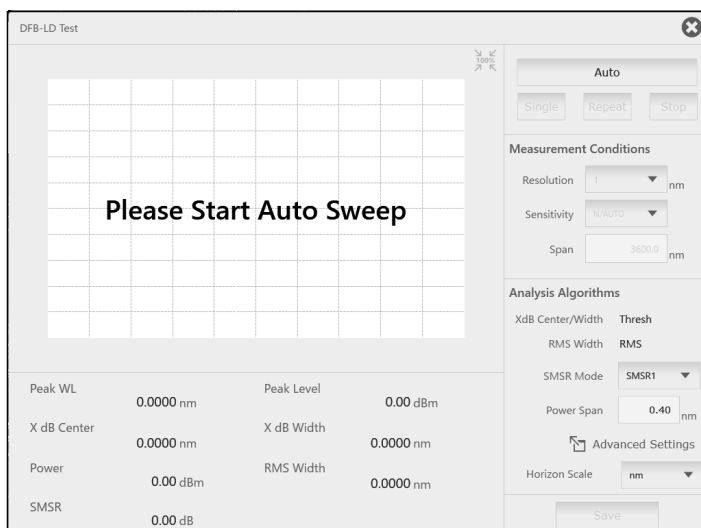 DFB-LD Test
100%
Auto
Single Repeat Stop
Measurement Conditions
Resolution 1 nm
Sensitivity N/AUTO
Span 3600.0 nm
Please Start Auto Sweep
Analysis Algorithms
XdB Center/Width Thresh
RMS Width RMS
SMSR Mode SMSR1
Power Span 0.40 nm
Advanced Settings
Horizon Scale nm
Save
Peak WL 0.0000 nm Peak Level 0.00 dBm
X dB Center 0.0000 nm X dB Width 0.0000 nm
Power 0.00 dBm RMS Width 0.0000 nm
SMSR 0.00 dB